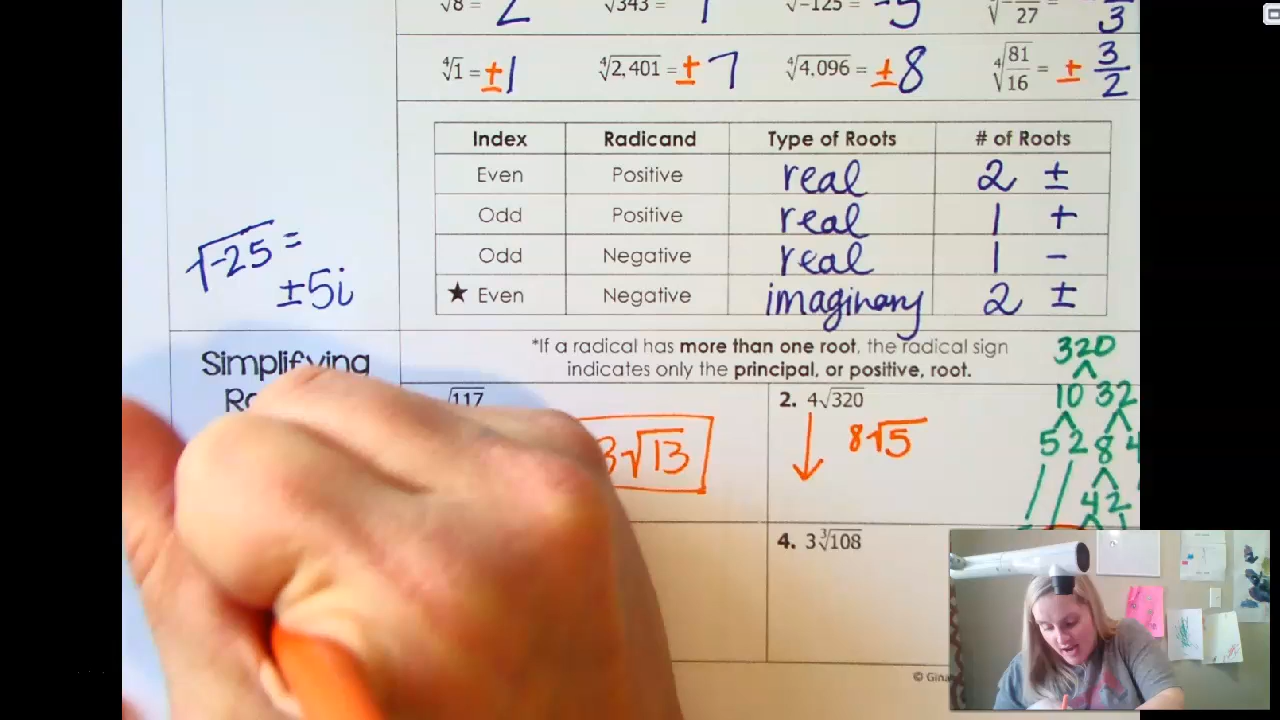 √8 = 2 ∛343 = 7 √-125 = -5 27 = 3
⁴√1 = ±1 ⁴√2,401 = ±7 ⁴√4,096 = ±8 ⁴√81/16 = ± 3/2
Index Radicand Type of Roots # of Roots
Even Positive real 2 ±
Odd Positive real 1 +
Odd Negative real 1 -
★ Even Negative imaginary 2 ±
√-25 =
±5i
Simplifying
*If a radical has more than one root, the radical sign
indicates only the principal, or positive, root.
√117
3√13
2. 4√320
8√5
320
10 32
5 2 8 4
4 2
4. 3∛108
©